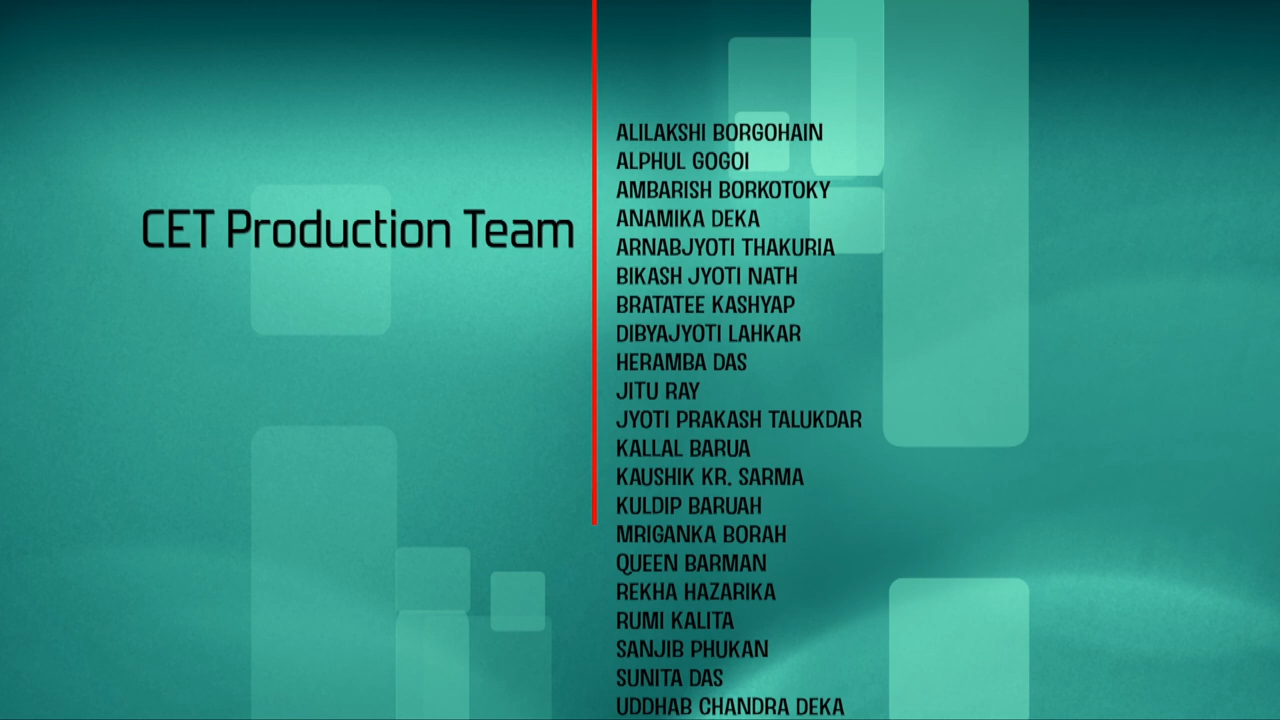 CET Production Team
ALILAKSHI BORGOHAIN
ALPHUL GOGOI
AMBARISH BORKOTOKY
ANAMIKA DEKA
ARNABJYOTI THAKURIA
BIKASH JYOTI NATH
BRATATEE KASHYAP
DIBYAJYOTI LAHKAR
HERAMBA DAS
JITU RAY
JYOTI PRAKASH TALUKDAR
KALLAL BARUA
KAUSHIK KR. SARMA
KULDIP BARUAH
MRIGANKA BORAH
QUEEN BARMAN
REKHA HAZARIKA
RUMI KALITA
SANJIB PHUKAN
SUNITA DAS
UDDHAB CHANDRA DEKA